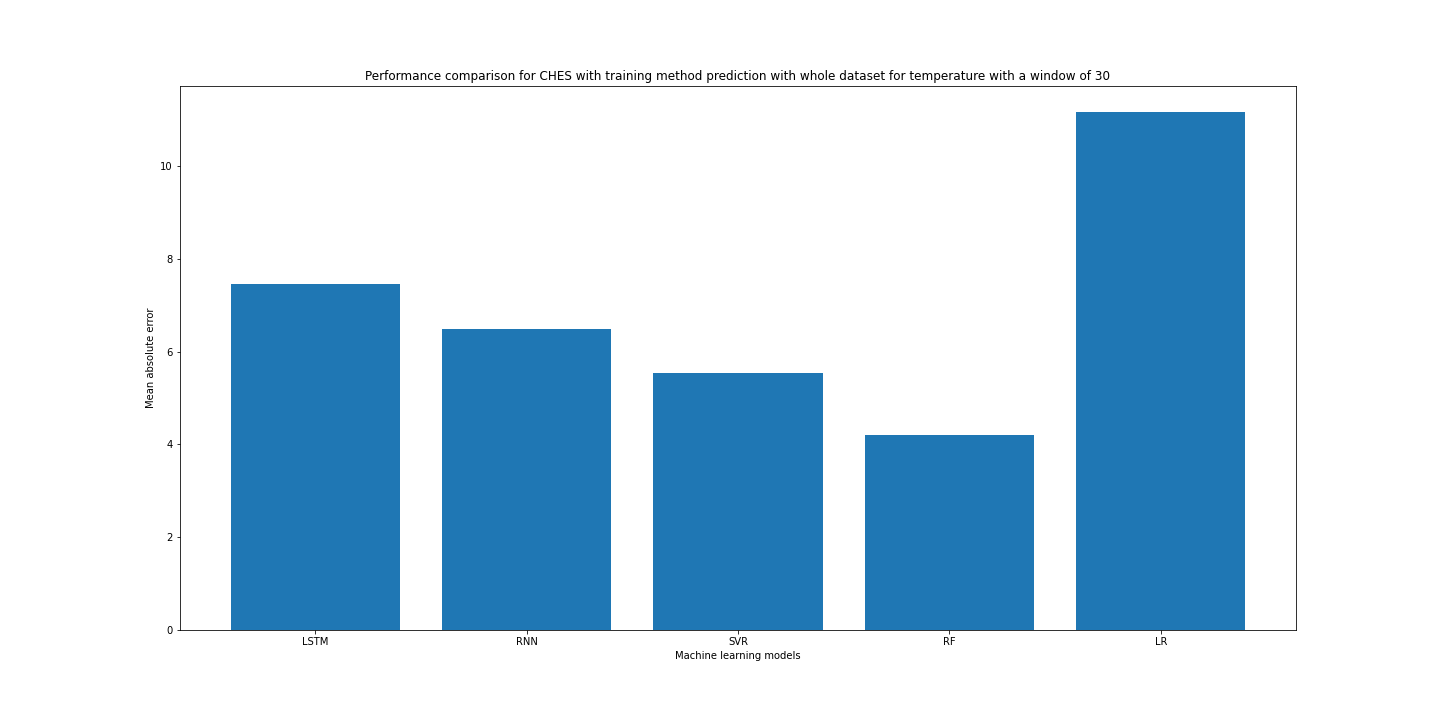 Performance comparison for CHES with training method prediction with whole dataset for temperature with a window of 30
10
8
6
4
2
0
Mean absolute error
LSTM RNN SVR RF LR
Machine learning models